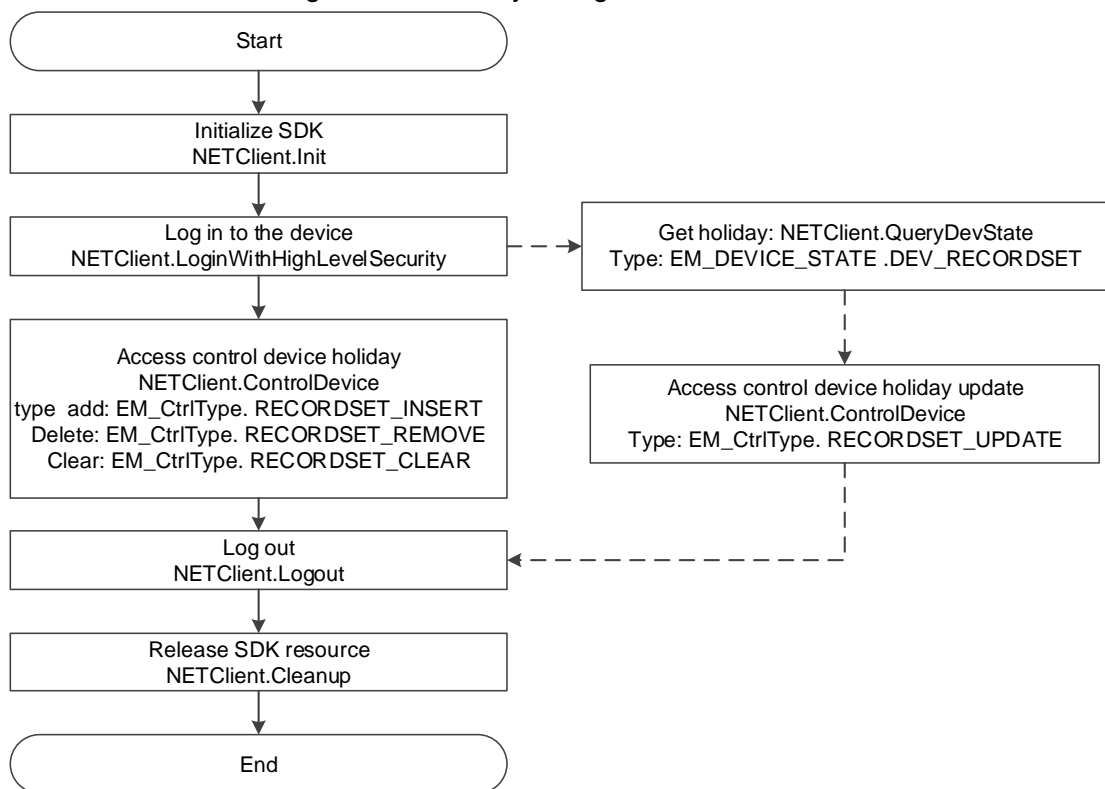 Start
Initialize SDK
NETClient.Init
Log in to the device
NETClient.LoginWithHighLevelSecurity
Get holiday: NETClient.QueryDevState
Type: EM_DEVICE_STATE .DEV_RECORDSET
Access control device holiday
NETClient.ControlDevice
type add: EM_CtrlType. RECORDSET_INSERT
Delete: EM_CtrlType. RECORDSET_REMOVE
Clear: EM_CtrlType. RECORDSET_CLEAR
Access control device holiday update
NETClient.ControlDevice
Type: EM_CtrlType. RECORDSET_UPDATE
Log out
NETClient.Logout
Release SDK resource
NETClient.Cleanup
End